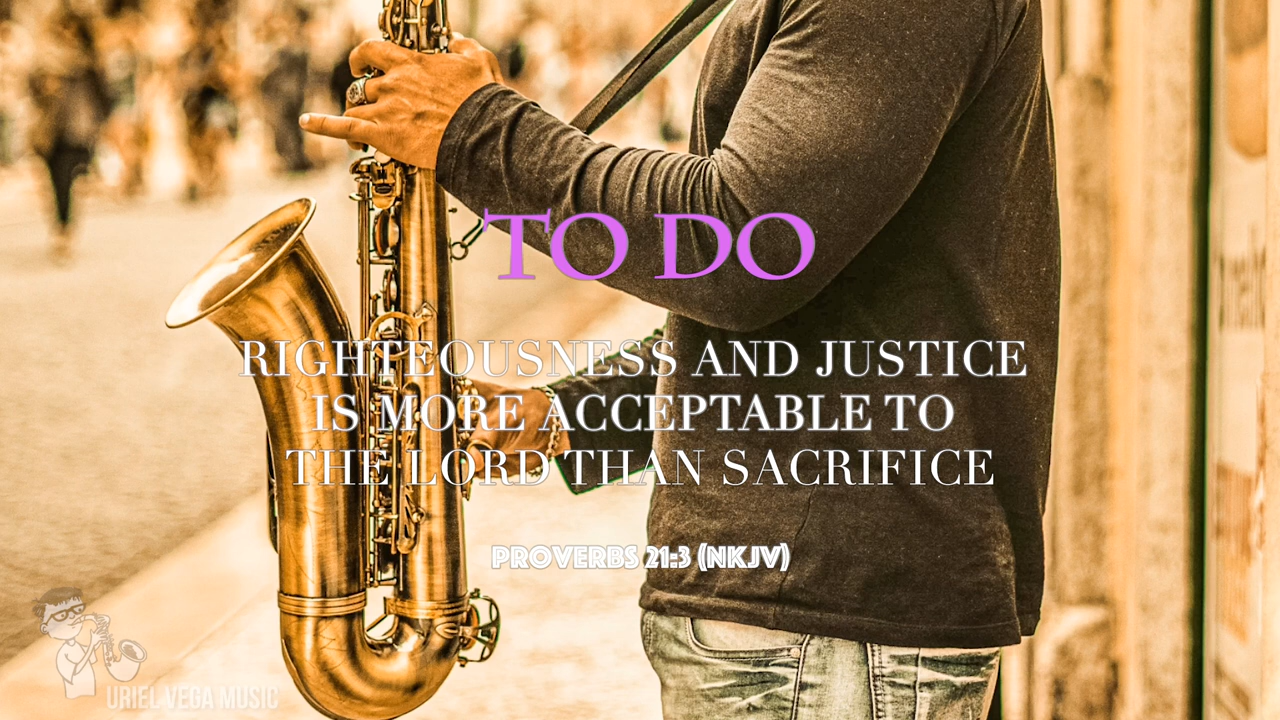 TO DO
RIGHTEOUSNESS AND JUSTICE
IS MORE ACCEPTABLE TO
THE LORD THAN SACRIFICE
PROVERBS 21:3 (NKJV)
URIEL VEGA MUSIC